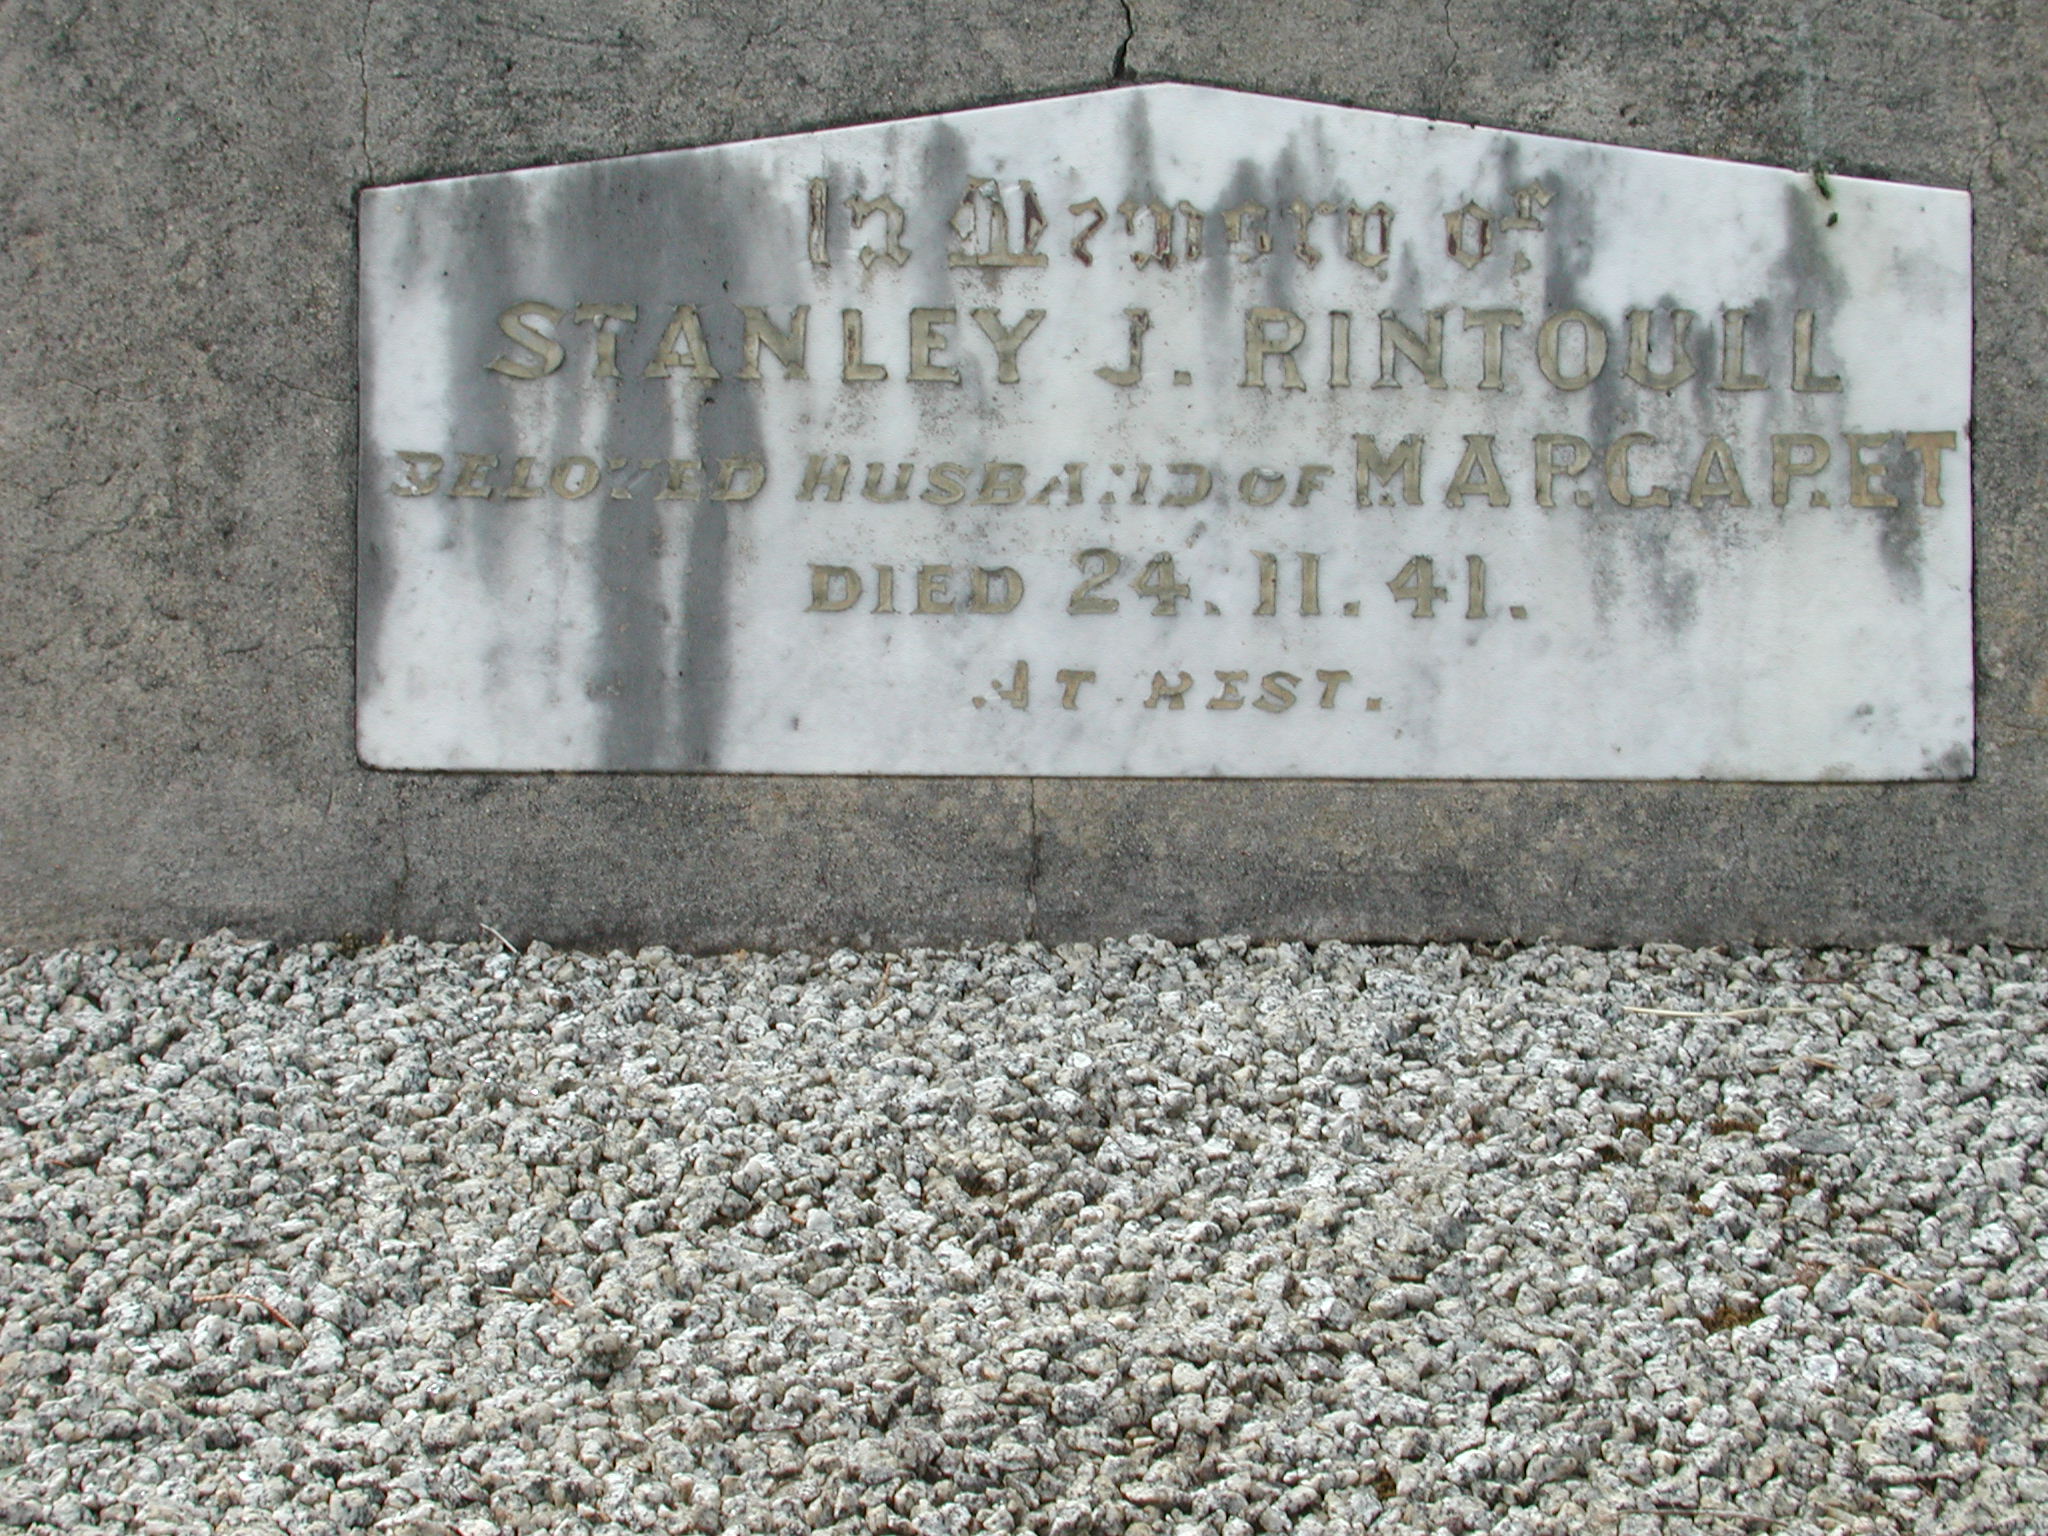 In Memory of
STANLEY J. RINTOULL
BELOVED HUSBAND OF MARGARET
DIED 24.11.41.
AT REST.